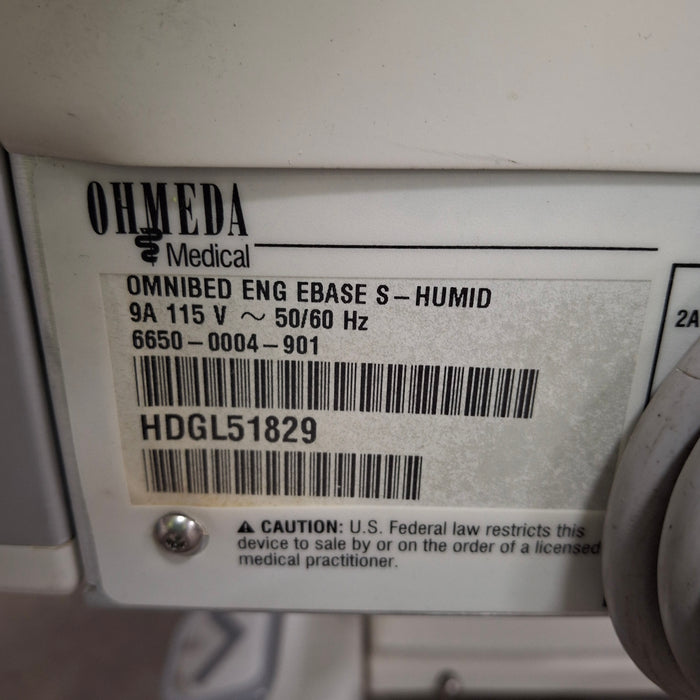 OHMEDA
Medical
OMNIBED ENG EBASE S-HUMID
9A 115 V ~ 50/60 Hz
6650-0004-901
HDGL51829
2A
⚠ CAUTION: U.S. Federal law restricts this
device to sale by or on the order of a licensed
medical practitioner.